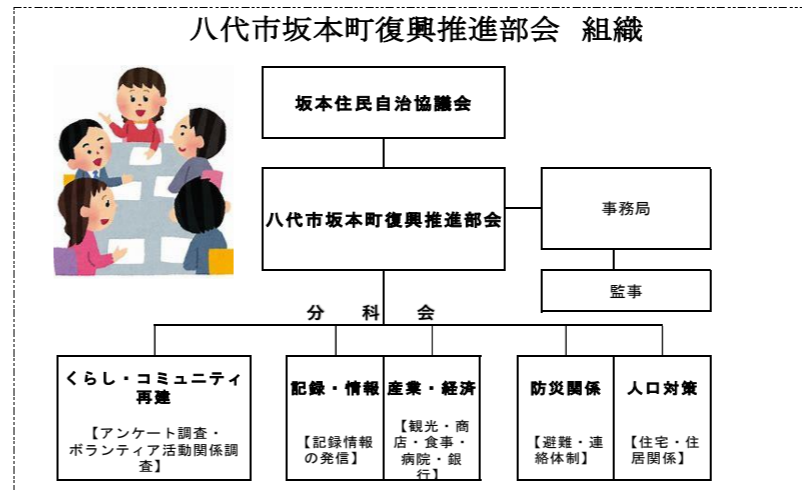 八代市坂本町復興推進部会 組織
坂本住民自治協議会
八代市坂本町復興推進部会
事務局
監事
分 科 会
くらし・コミュニティ
再建
【アンケート調査・
ボランティア活動関係調
査】
記録・情報
【記録情報
の発信】
産業・経済
【観光・商
店・食事・
病院・銀
行】
防災関係
【避難・連
絡体制】
人口対策
【住宅・住
居関係】